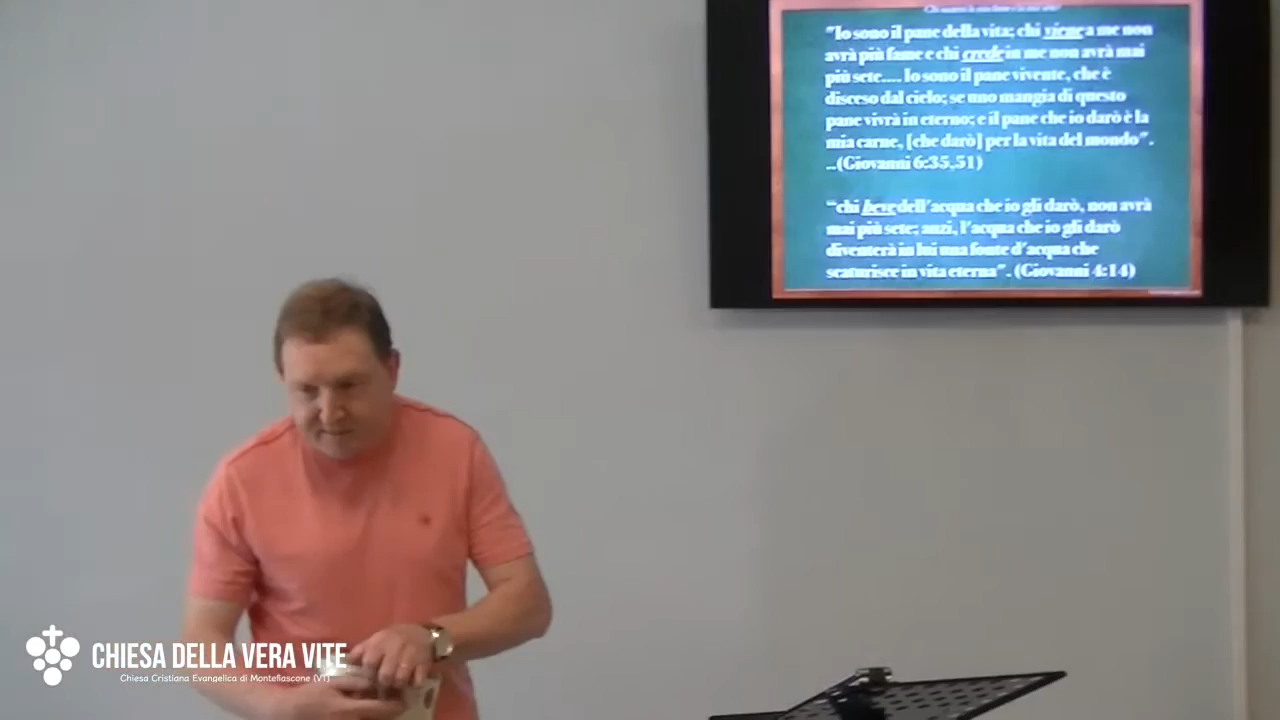 "Io sono il pane della vita; chi viene a me non
avrà più fame e chi crede in me non avrà mai
più sete.... Io sono il pane vivente, che è
disceso dal cielo; se uno mangia di questo
pane vivrà in eterno; e il pane che io darò è la
mia carne, [che darò] per la vita del mondo".
..(Giovanni 6:35,51)
“chi beve dell'acqua che io gli darò, non avrà
mai più sete; anzi, l'acqua che io gli darò
diventerà in lui una fonte d'acqua che
scaturisce in vita eterna". (Giovanni 4:14)
CHIESA DELLA VERA VITE
Chiesa Cristiana Evangelica di Montefiascone (VT)